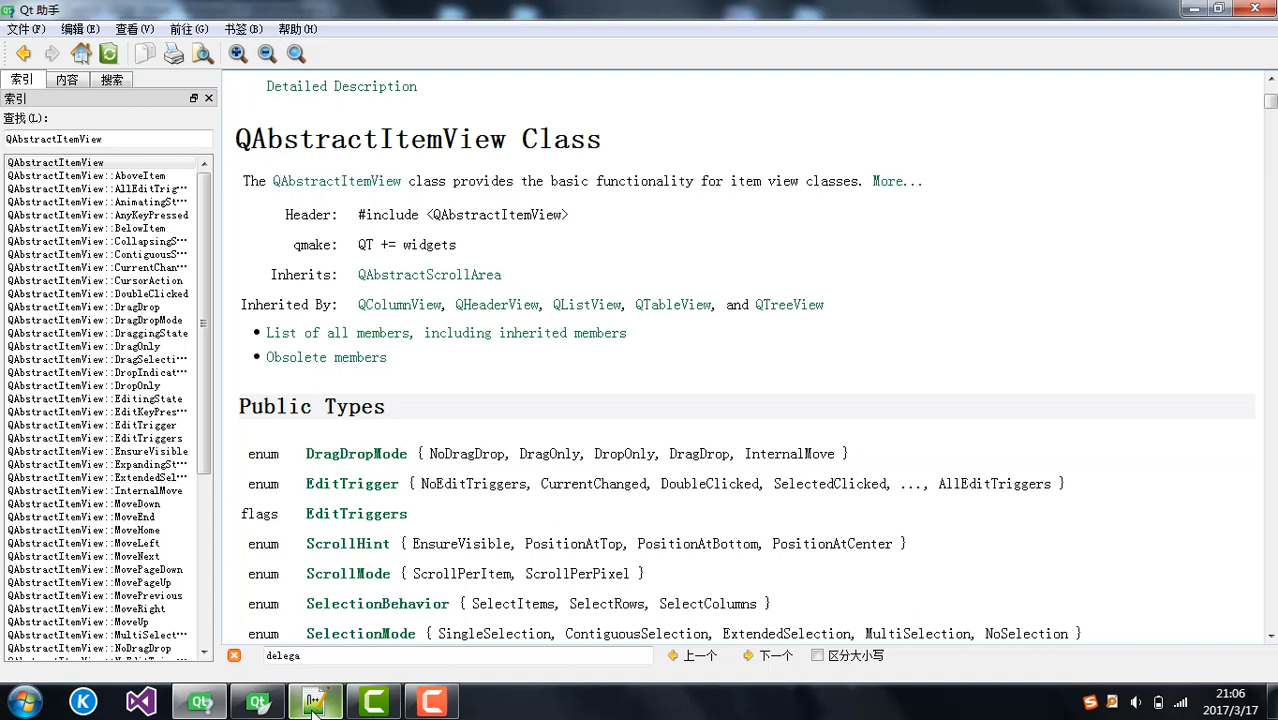 Qt 助手
文件(F) 编辑(E) 查看(V) 前往(G) 书签(B) 帮助(H)
索引 内容 搜索
索引
查找(L):
QAbstractItemView
QAbstractItemView
QAbstractItemView::AboveItem
QAbstractItemView::AllEditTrig···
QAbstractItemView::AnimatingSt···
QAbstractItemView::AnyKeyPressed
QAbstractItemView::BelowItem
QAbstractItemView::CollapsingS···
QAbstractItemView::ContiguousS···
QAbstractItemView::CurrentChan···
QAbstractItemView::CursorAction
QAbstractItemView::DoubleClicked
QAbstractItemView::DragDrop
QAbstractItemView::DragDropMode
QAbstractItemView::DraggingState
QAbstractItemView::DragOnly
QAbstractItemView::DragSelecti···
QAbstractItemView::DropIndicat···
QAbstractItemView::DropOnly
QAbstractItemView::EditingState
QAbstractItemView::EditKeyPres···
QAbstractItemView::EditTrigger
QAbstractItemView::EditTriggers
QAbstractItemView::EnsureVisible
QAbstractItemView::ExpandingSt···
QAbstractItemView::ExtendedSel···
QAbstractItemView::InternalMove
QAbstractItemView::MoveDown
QAbstractItemView::MoveEnd
QAbstractItemView::MoveHome
QAbstractItemView::MoveLeft
QAbstractItemView::MoveNext
QAbstractItemView::MovePageDown
QAbstractItemView::MovePageUp
QAbstractItemView::MovePrevious
QAbstractItemView::MoveRight
QAbstractItemView::MoveUp
QAbstractItemView::MultiSelect···
QAbstractItemView::NoDragDrop
QAbstractItemView::NoEditTri···
Detailed Description
QAbstractItemView Class
The QAbstractItemView class provides the basic functionality for item view classes. More...
Header: #include <QAbstractItemView>
qmake: QT += widgets
Inherits: QAbstractScrollArea
Inherited By: QColumnView, QHeaderView, QListView, QTableView, and QTreeView
• List of all members, including inherited members
• Obsolete members
Public Types
enum DragDropMode { NoDragDrop, DragOnly, DropOnly, DragDrop, InternalMove }
enum EditTrigger { NoEditTriggers, CurrentChanged, DoubleClicked, SelectedClicked, ..., AllEditTriggers }
flags EditTriggers
enum ScrollHint { EnsureVisible, PositionAtTop, PositionAtBottom, PositionAtCenter }
enum ScrollMode { ScrollPerItem, ScrollPerPixel }
enum SelectionBehavior { SelectItems, SelectRows, SelectColumns }
enum SelectionMode { SingleSelection, ContiguousSelection, ExtendedSelection, MultiSelection, NoSelection }
delega 上一个 下一个 区分大小写
21:06
2017/3/17